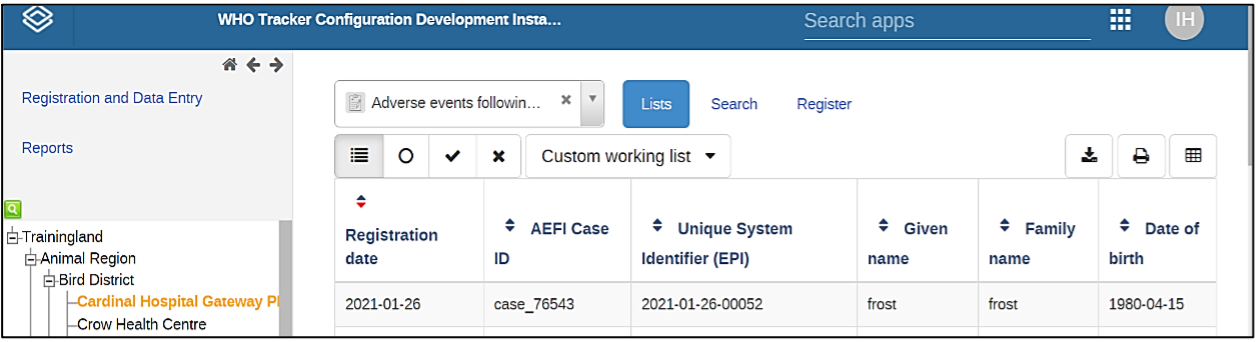 WHO Tracker Configuration Development Insta...
Search apps
IH
Registration and Data Entry
Reports
Trainingland
Animal Region
Bird District
Cardinal Hospital Gateway
Crow Health Centre
Adverse events followin...
Lists
Search
Register
Custom working list
Registration date
AEFI Case ID
Unique System Identifier (EPI)
Given name
Family name
Date of birth
2021-01-26 case_76543 2021-01-26-00052 frost frost 1980-04-15